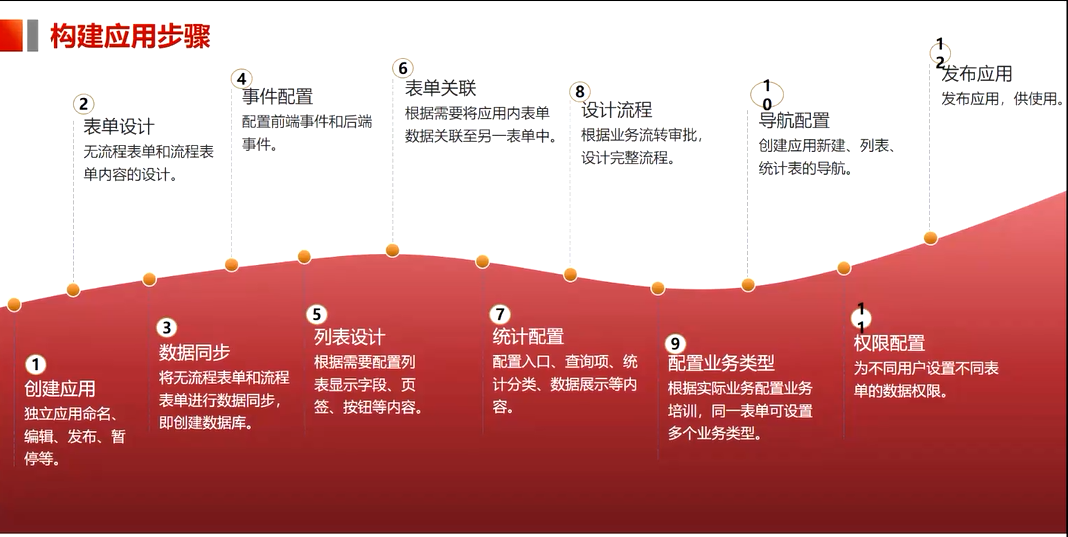 构建应用步骤
1
创建应用
独立应用命名、
编辑、发布、暂
停等。
2
表单设计
无流程表单和流程表
单内容的设计。
3
数据同步
将无流程表单和流程
表单进行数据同步，
即创建数据库。
4
事件配置
配置前端事件和后端
事件。
5
列表设计
根据需要配置列
表显示字段、页
签、按钮等内容。
6
表单关联
根据需要将应用内表单
数据关联至另一表单中。
7
统计配置
配置入口、查询项、统
计分类、数据展示等内
容。
8
设计流程
根据业务流转审批，
设计完整流程。
9
配置业务类型
根据实际业务配置业务
培训，同一表单可设置
多个业务类型。
10
导航配置
创建应用新建、列表、
统计表的导航。
11
权限配置
为不同用户设置不同表
单的数据权限。
12
发布应用
发布应用，供使用。